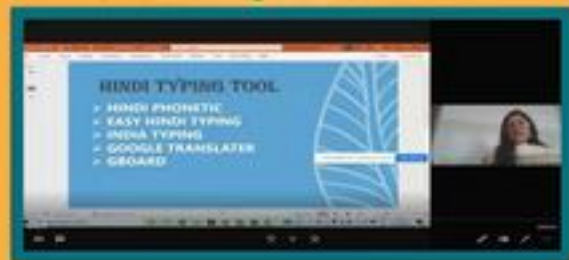 HINDI TYPING TOOL
➢ HINDI PHONETIC
➢ EASY HINDI TYPING
➢ INDIA TYPING
➢ GOOGLE TRANSLATER
➢ GBOARD